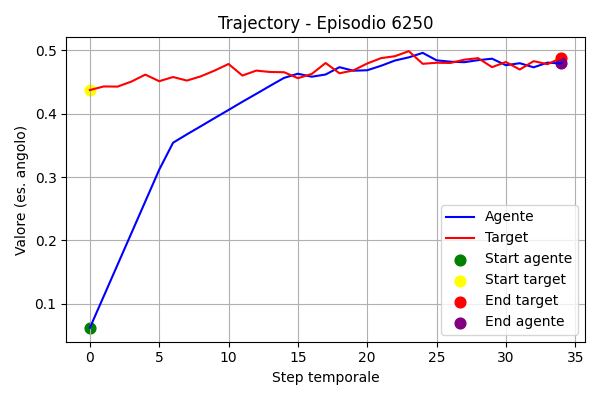 Trajectory - Episodio 6250
Valore (es. angolo)
0.5
0.4
0.3
0.2
0.1
Agente
Target
Start agente
Start target
End target
End agente
0 5 10 15 20 25 30 35
Step temporale